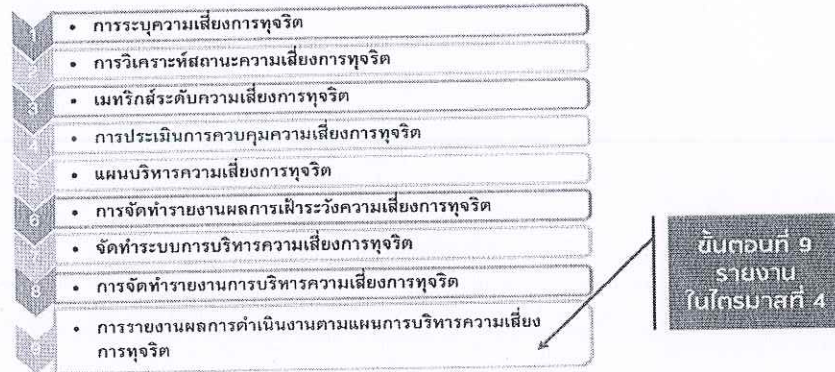 1
• การระบุความเสี่ยงการทุจริต
2
• การวิเคราะห์สถานะความเสี่ยงการทุจริต
3
• เมทริกส์ระดับความเสี่ยงการทุจริต
4
• การประเมินการควบคุมความเสี่ยงการทุจริต
5
• แผนบริหารความเสี่ยงการทุจริต
6
• การจัดทำรายงานผลการเฝ้าระวังความเสี่ยงการทุจริต
7
• จัดทำระบบการบริหารความเสี่ยงการทุจริต
8
• การจัดทำรายงานการบริหารความเสี่ยงการทุจริต
9
• การรายงานผลการดำเนินงานตามแผนการบริหารความเสี่ยง
การทุจริต
ขั้นตอนที่ 9
รายงาน
ในไตรมาสที่ 4